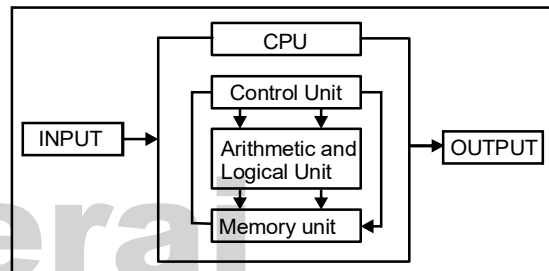 CPU
Control Unit
INPUT
Arithmetic and
Logical Unit
OUTPUT
Memory unit